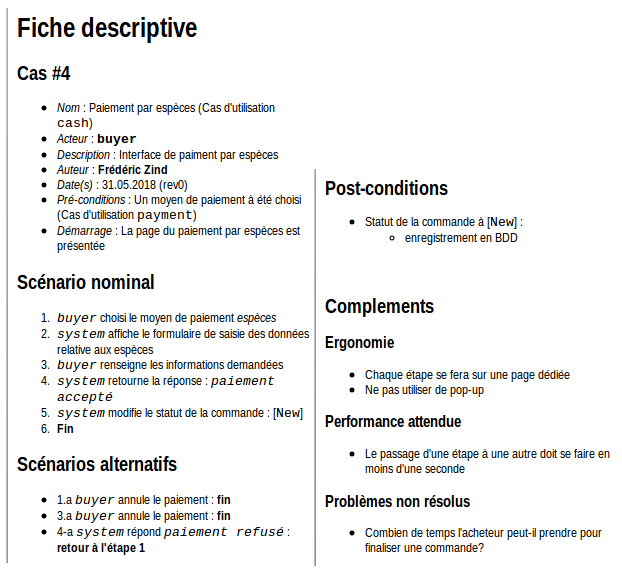 Fiche descriptive
Cas #4
• Nom : Paiement par espèces (Cas d'utilisation
cash)
• Acteur : buyer
• Description : Interface de paiment par espèces
• Auteur : Frédéric Zind
• Date(s) : 31.05.2018 (rev0)
• Pré-conditions : Un moyen de paiement à été choisi
(Cas d'utilisation payment)
• Démarrage : La page du paiement par espèces est
présentée
Scénario nominal
1. buyer choisi le moyen de paiement espèces
2. system affiche le formulaire de saisie des données
relative aux espèces
3. buyer renseigne les informations demandées
4. system retourne la réponse : paiement
accepté
5. system modifie le statut de la commande : [New]
6. Fin
Scénarios alternatifs
• 1.a buyer annule le paiement : fin
• 3.a buyer annule le paiement : fin
• 4-a system répond paiement refusé :
retour à l'étape 1
Post-conditions
• Statut de la commande à [New] :
○ enregistrement en BDD
Complements
Ergonomie
• Chaque étape se fera sur une page dédiée
• Ne pas utiliser de pop-up
Performance attendue
• Le passage d'une étape à une autre doit se faire en
moins d'une seconde
Problèmes non résolus
• Combien de temps l'acheteur peut-il prendre pour
finaliser une commande?